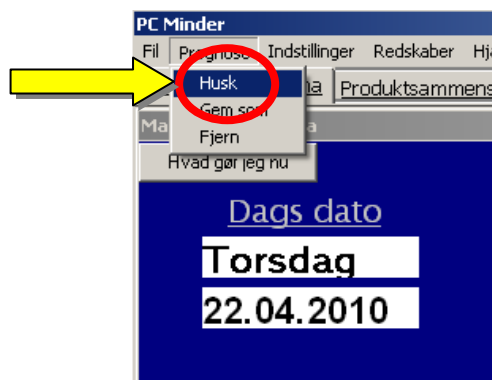 PC Minder
Fil Prognose Indstillinger Redskaber
Husk
Produktsammens
Gem som
Fjern
Hvad gør jeg nu
Dags dato
Torsdag
22.04.2010